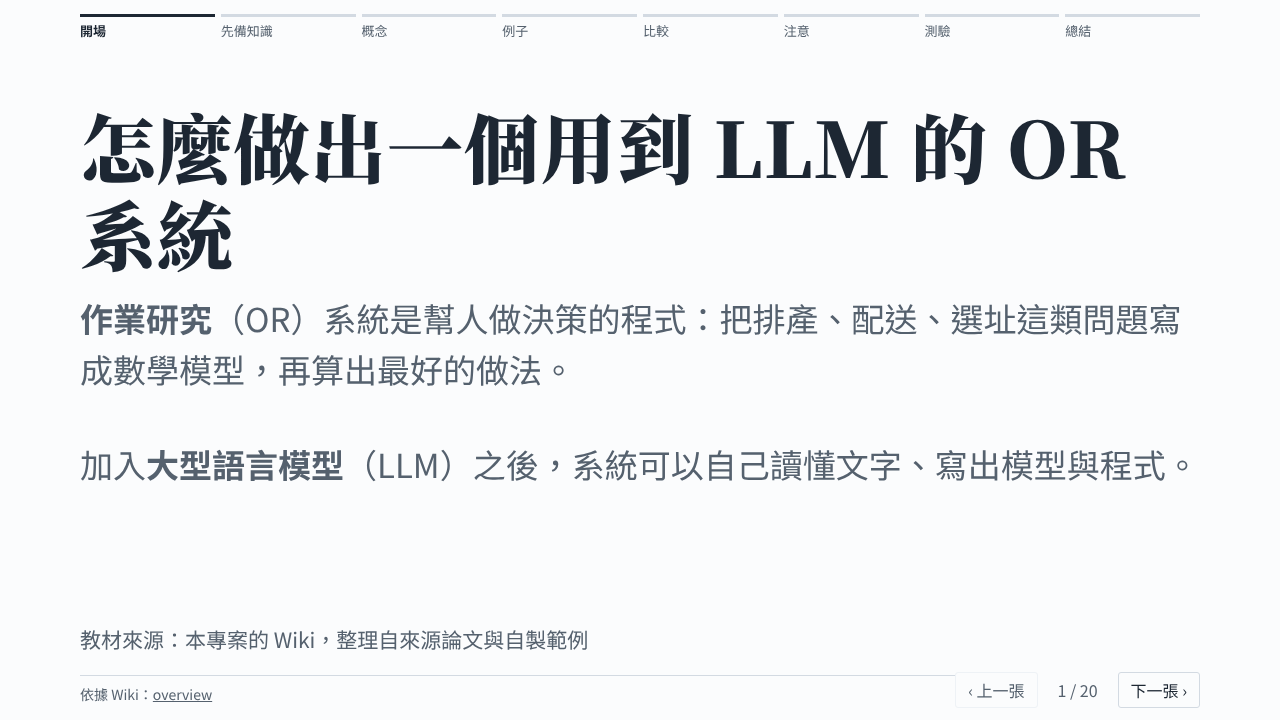 開場
先備知識
概念
例子
比較
注意
測驗
總結
怎麼做出一個用到 LLM 的 OR
系統
作業研究（OR）系統是幫人做決策的程式：把排產、配送、選址這類問題寫
成數學模型，再算出最好的做法。
加入大型語言模型（LLM）之後，系統可以自己讀懂文字、寫出模型與程式。
教材來源：本專案的 Wiki，整理自來源論文與自製範例
依據 Wiki：overview
‹ 上一張
1 / 20
下一張 ›